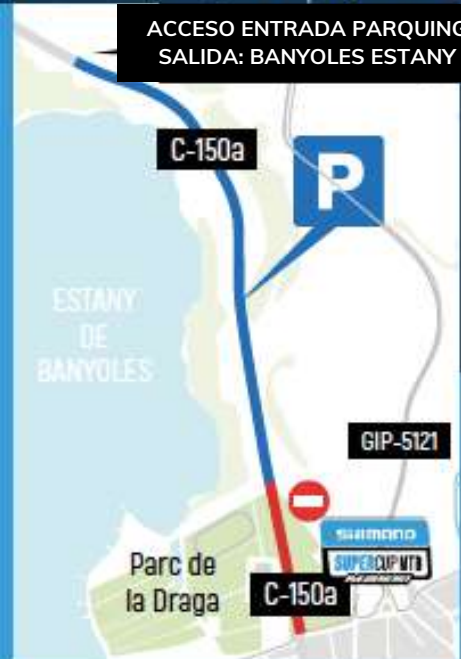 ACCESO ENTRADA PARQUING
SALIDA: BANYOLES ESTANY
C-150a
P
ESTANY
DE
BANYOLES
GIP-5121
SHIMANO
SUPERCUP MTB
Parc de
la Draga
C-150a